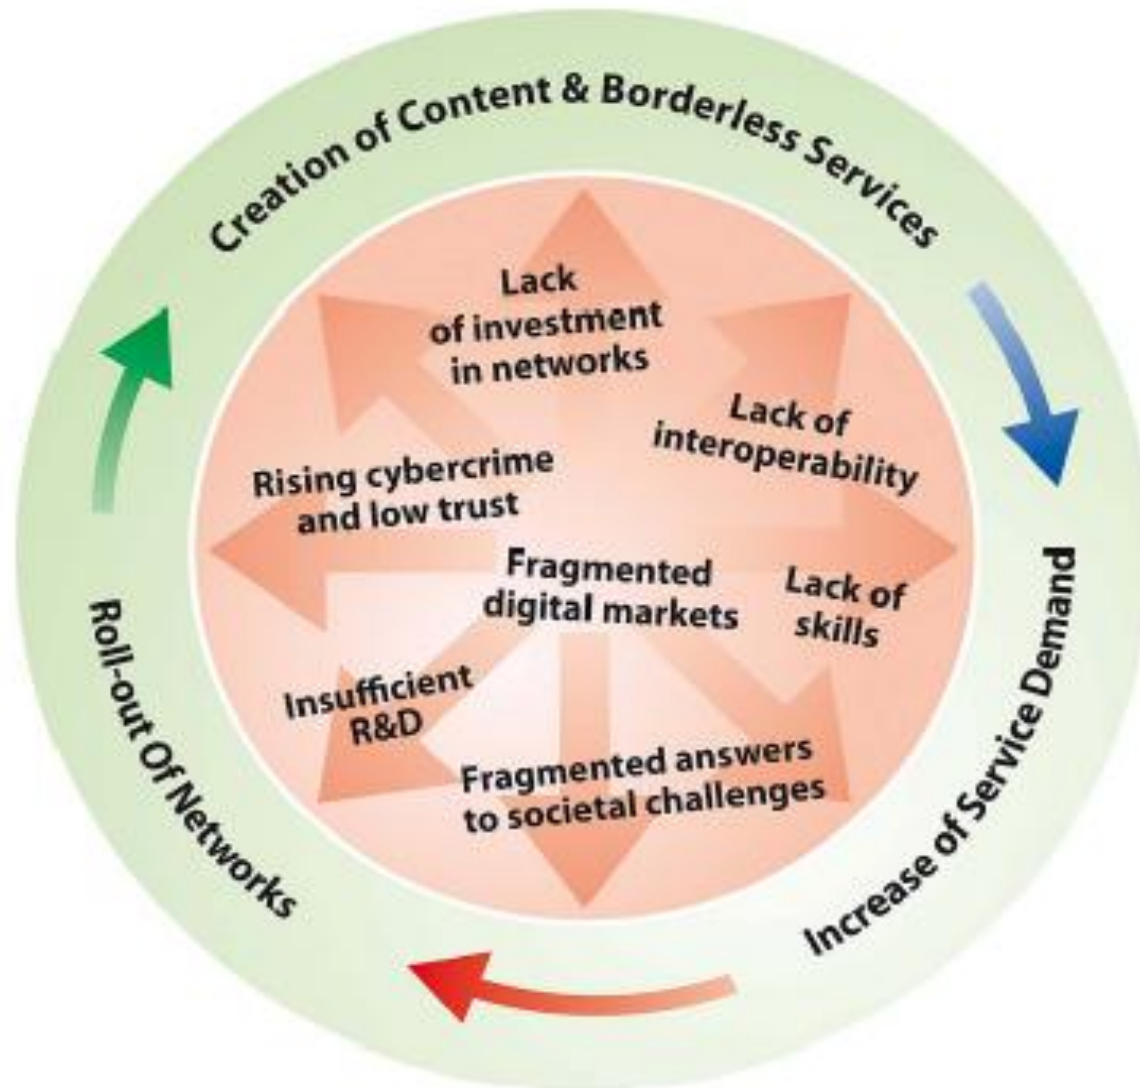 Creation of Content & Borderless Services
Lack
of investment
in networks
Lack of
interoperability
Rising cybercrime
and low trust
Fragmented
digital markets
Lack of
skills
Insufficient
R&D
Fragmented answers
to societal challenges
Increase of Service Demand
Roll-out Of Networks